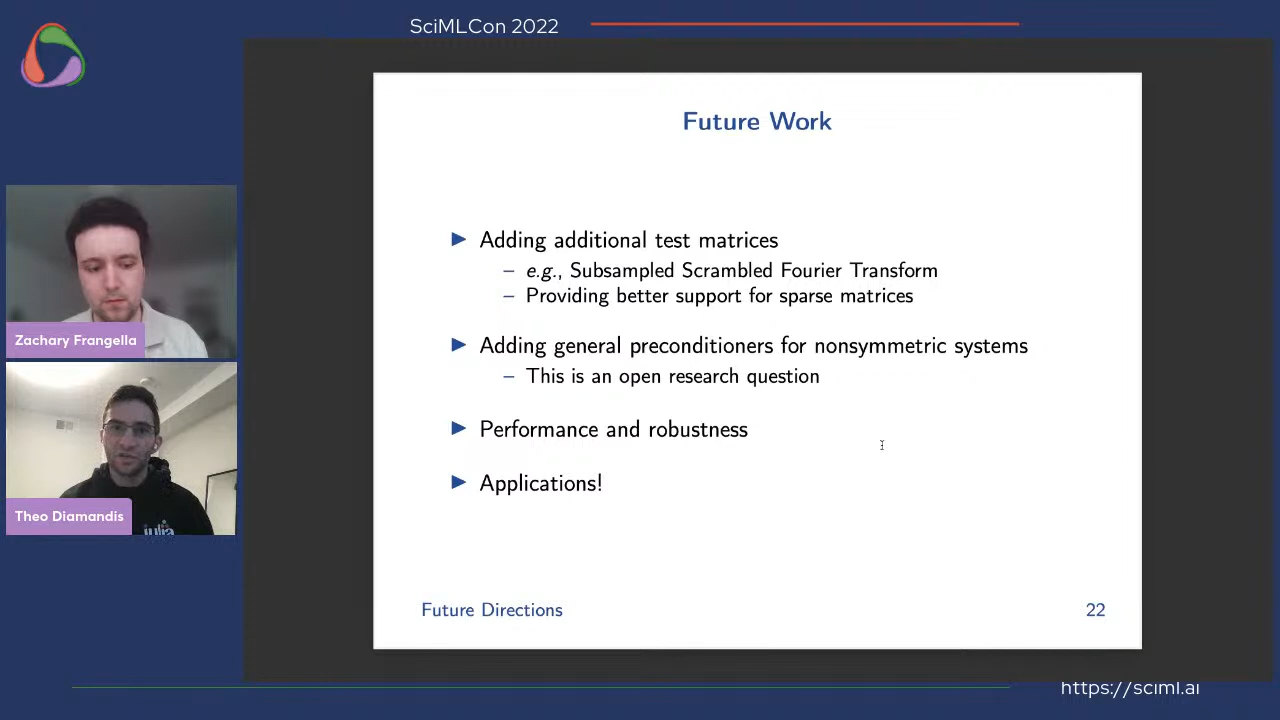 SciMLCon 2022
Future Work
▶ Adding additional test matrices
– e.g., Subsampled Scrambled Fourier Transform
– Providing better support for sparse matrices
▶ Adding general preconditioners for nonsymmetric systems
– This is an open research question
▶ Performance and robustness
▶ Applications!
Future Directions
22
Zachary Frangella
Theo Diamandis
julia
https://sciml.ai